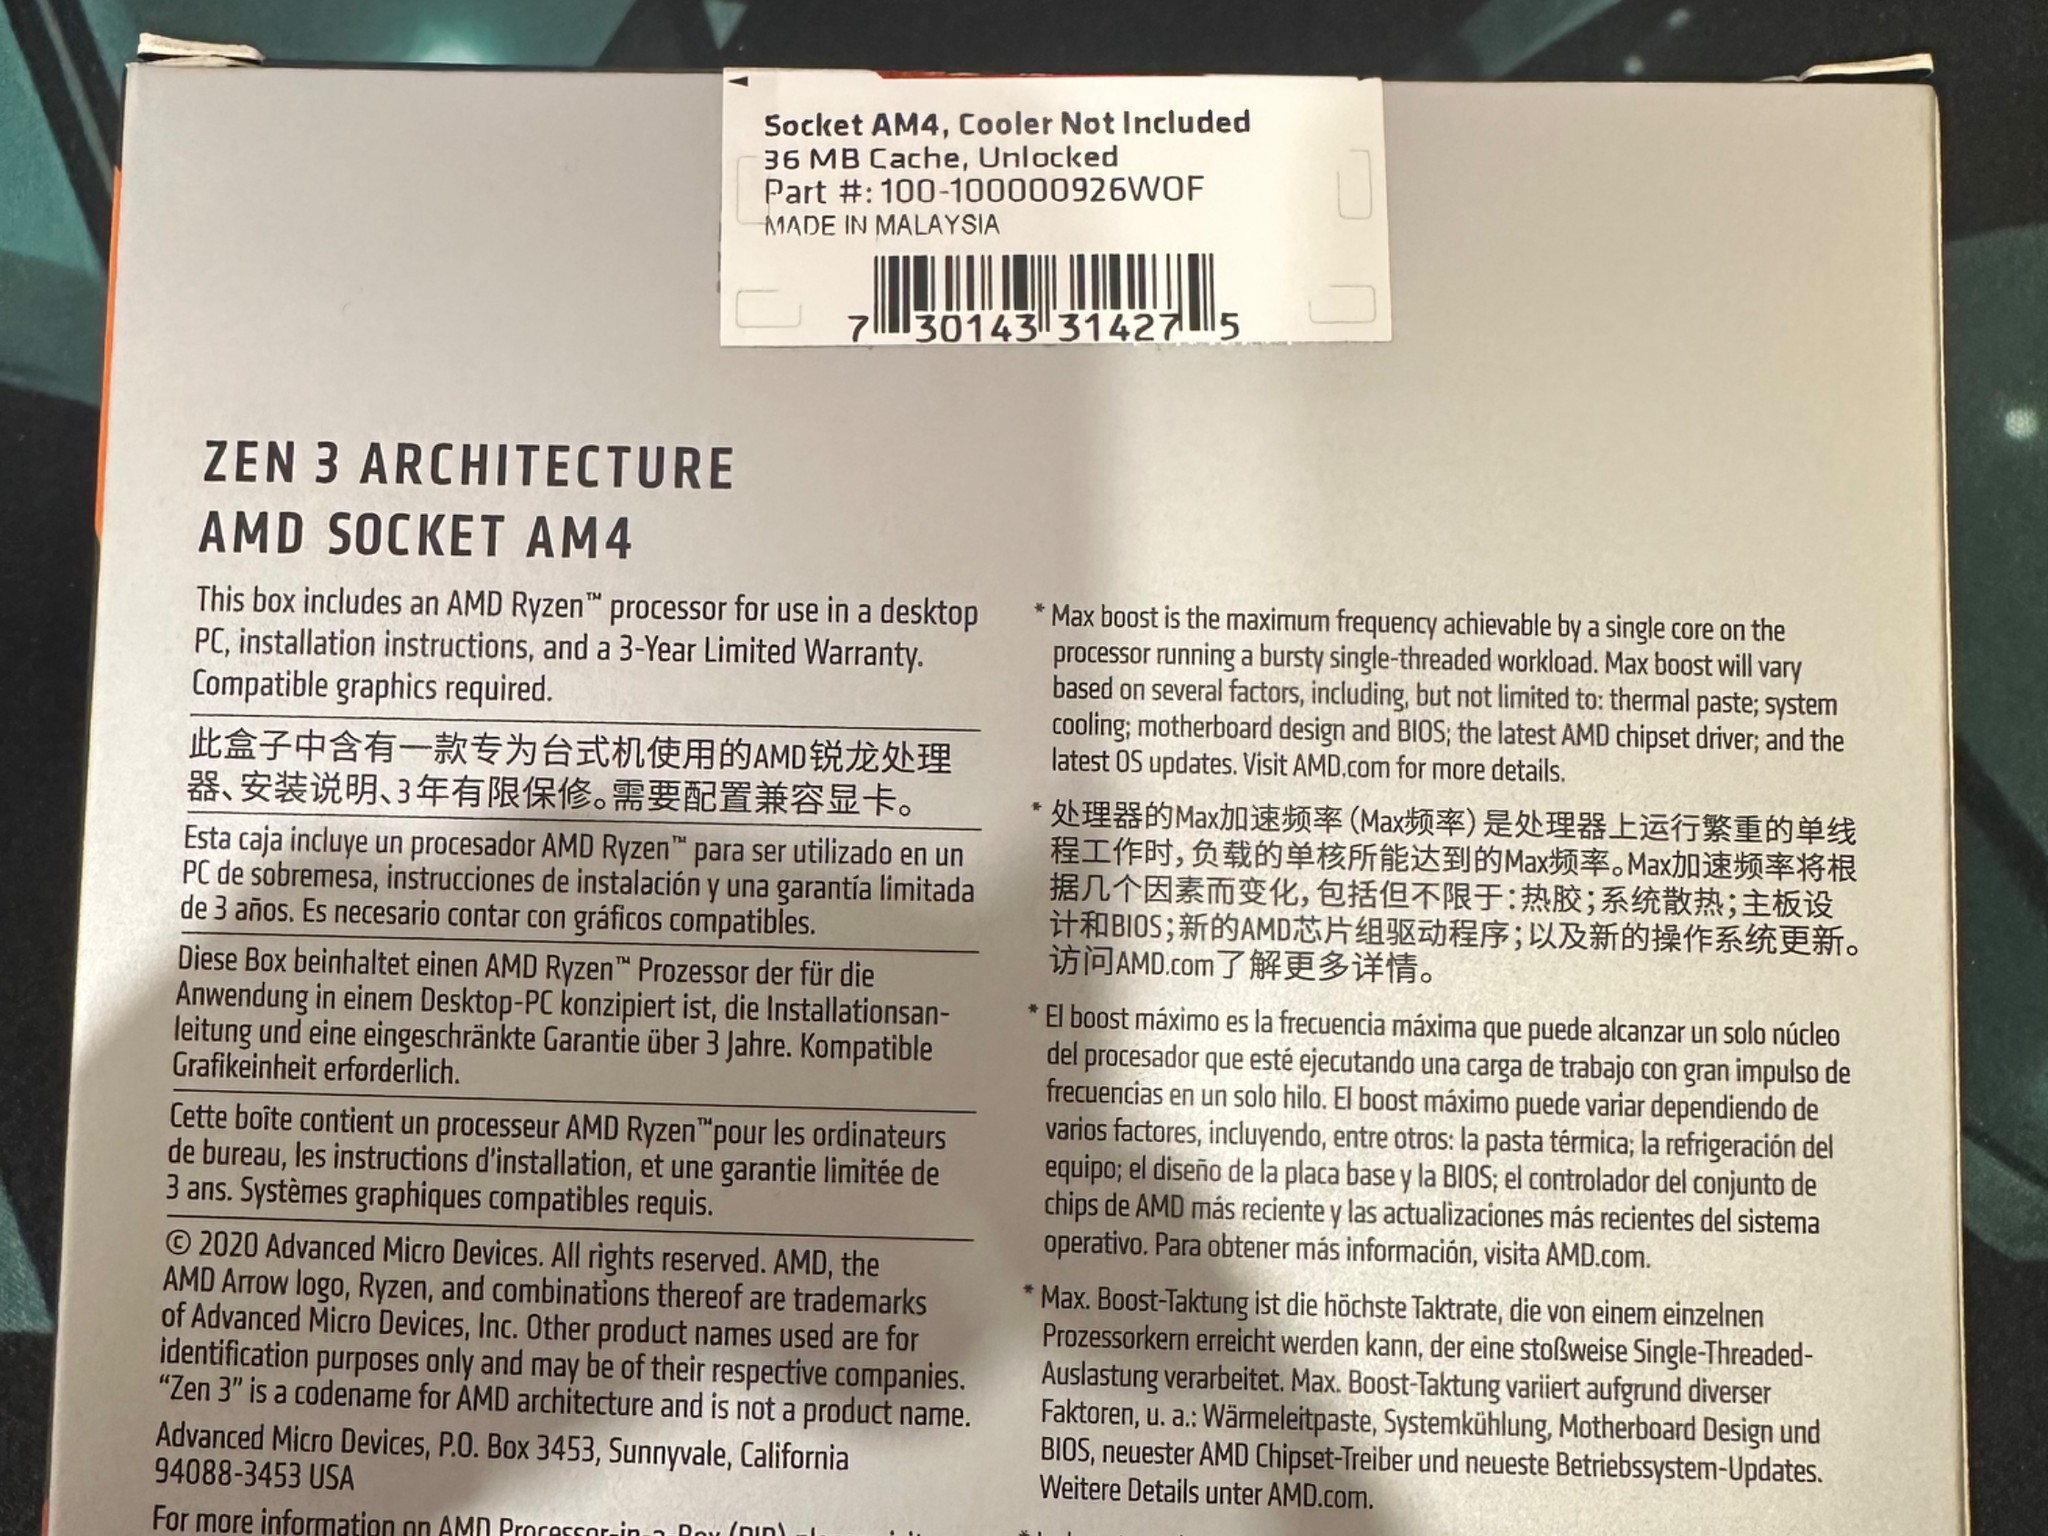 Socket AM4, Cooler Not Included
36 MB Cache, Unlocked
Part #: 100-100000926WOF
MADE IN MALAYSIA
7 30143 31427 5
ZEN 3 ARCHITECTURE
AMD SOCKET AM4
This box includes an AMD Ryzen™ processor for use in a desktop
PC, installation instructions, and a 3-Year Limited Warranty.
Compatible graphics required.
此盒子中含有一款专为台式机使用的AMD锐龙处理
器、安装说明、3年有限保修。需要配置兼容显卡。
Esta caja incluye un procesador AMD Ryzen™ para ser utilizado en un
PC de sobremesa, instrucciones de instalación y una garantía limitada
de 3 años. Es necesario contar con gráficos compatibles.
Diese Box beinhaltet einen AMD Ryzen™ Prozessor der für die
Anwendung in einem Desktop-PC konzipiert ist, die Installationsan-
leitung und eine eingeschränkte Garantie über 3 Jahre. Kompatible
Grafikeinheit erforderlich.
Cette boîte contient un processeur AMD Ryzen™pour les ordinateurs
de bureau, les instructions d'installation, et une garantie limitée de
3 ans. Systèmes graphiques compatibles requis.
© 2020 Advanced Micro Devices. All rights reserved. AMD, the
AMD Arrow logo, Ryzen, and combinations thereof are trademarks
of Advanced Micro Devices, Inc. Other product names used are for
identification purposes only and may be of their respective companies.
“Zen 3” is a codename for AMD architecture and is not a product name.
Advanced Micro Devices, P.O. Box 3453, Sunnyvale, California
94088-3453 USA
For more information on AMD Processor-in-a-Box (PIB)
* Max boost is the maximum frequency achievable by a single core on the
processor running a bursty single-threaded workload. Max boost will vary
based on several factors, including, but not limited to: thermal paste; system
cooling; motherboard design and BIOS; the latest AMD chipset driver; and the
latest OS updates. Visit AMD.com for more details.
* 处理器的Max加速频率（Max频率）是处理器上运行繁重的单线
程工作时，负载的单核所能达到的Max频率。Max加速频率将根
据几个因素而变化，包括但不限于：热胶；系统散热；主板设
计和BIOS；新的AMD芯片组驱动程序；以及新的操作系统更新。
访问AMD.com了解更多详情。
* El boost máximo es la frecuencia máxima que puede alcanzar un solo núcleo
del procesador que esté ejecutando una carga de trabajo con gran impulso de
frecuencias en un solo hilo. El boost máximo puede variar dependiendo de
varios factores, incluyendo, entre otros: la pasta térmica; la refrigeración del
equipo; el diseño de la placa base y la BIOS; el controlador del conjunto de
chips de AMD más reciente y las actualizaciones más recientes del sistema
operativo. Para obtener más información, visita AMD.com.
* Max. Boost-Taktung ist die höchste Taktrate, die von einem einzelnen
Prozessorkern erreicht werden kann, der eine stoßweise Single-Threaded-
Auslastung verarbeitet. Max. Boost-Taktung variiert aufgrund diverser
Faktoren, u. a.: Wärmeleitpaste, Systemkühlung, Motherboard Design und
BIOS, neuester AMD Chipset-Treiber und neueste Betriebssystem-Updates.
Weitere Details unter AMD.com.